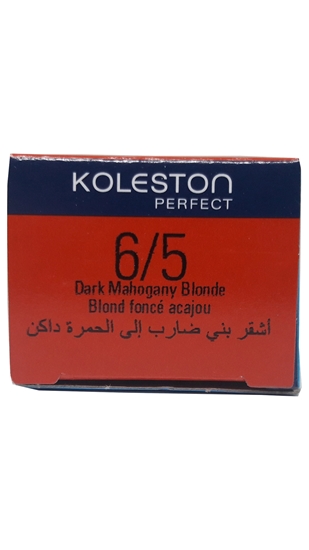 KOLESTON
PERFECT
6/5
Dark Mahogany Blonde
Blond foncé acajou
أشقر بني ضارب إلى الحمرة داكن